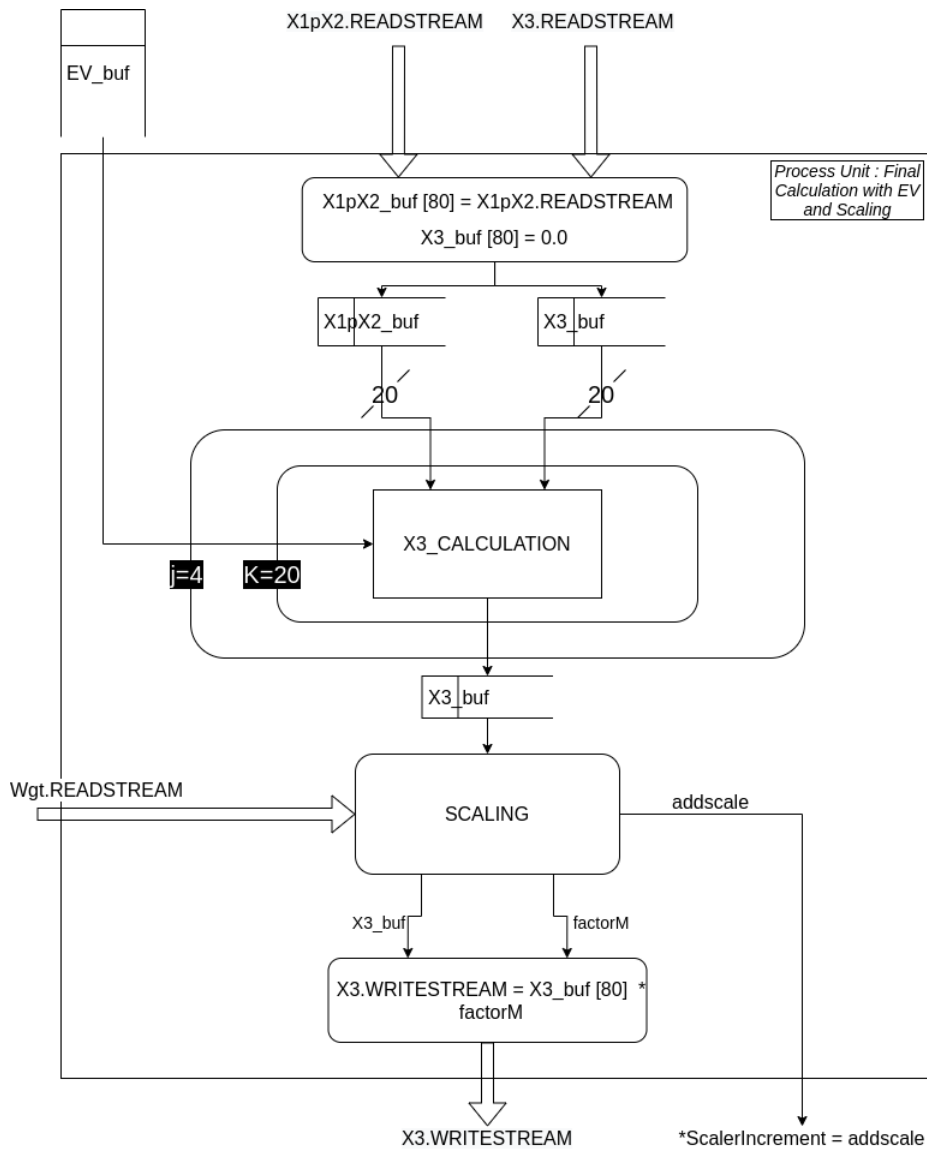 X1pX2.READSTREAM
X3.READSTREAM
EV_buf
Process Unit : Final
Calculation with EV
and Scaling
X1pX2_buf [80] = X1pX2.READSTREAM
X3_buf [80] = 0.0
X1pX2_buf
X3_buf
20
20
X3_CALCULATION
j=4
K=20
X3_buf
Wgt.READSTREAM
SCALING
addscale
X3_buf
factorM
X3.WRITESTREAM = X3_buf [80] *
factorM
X3.WRITESTREAM
*ScalerIncrement = addscale